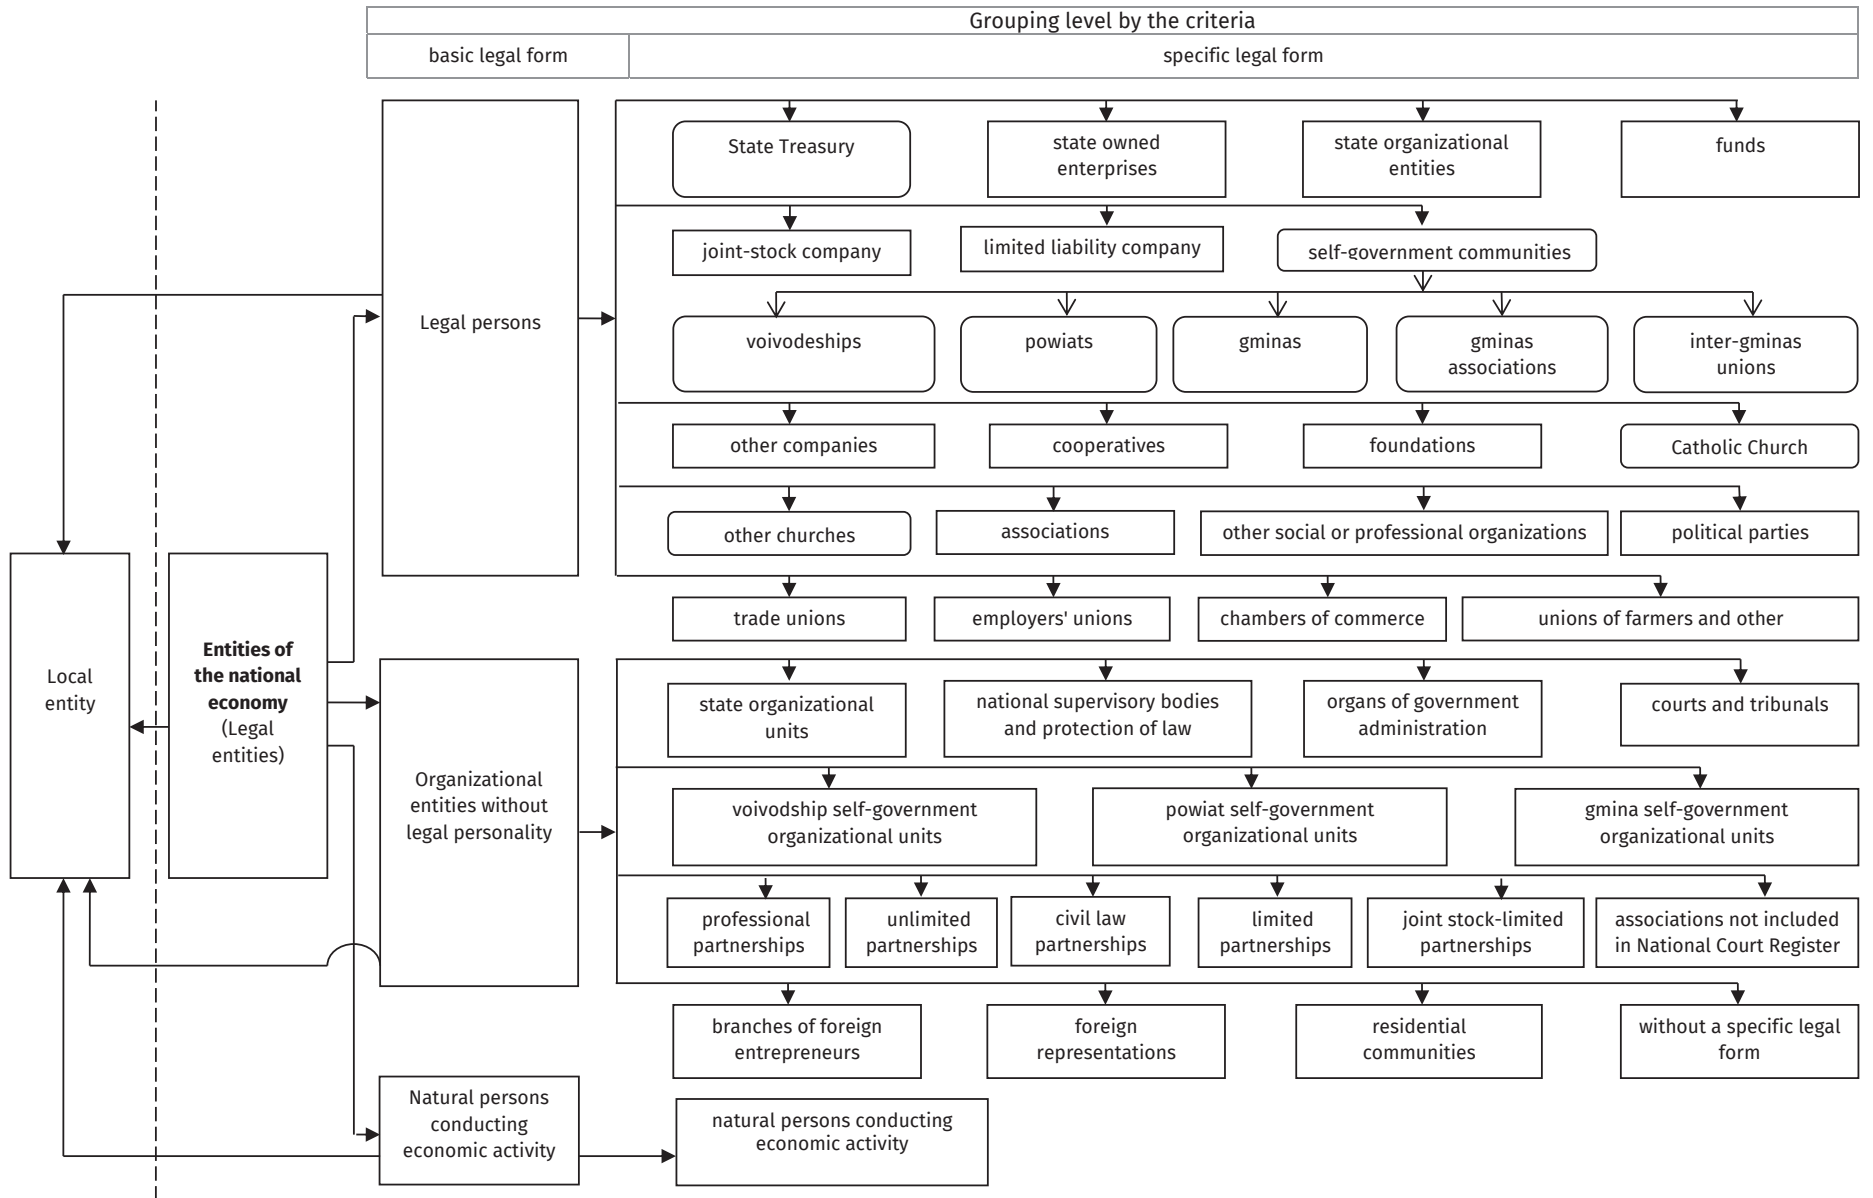 Grouping level by the criteria
basic legal form
specific legal form
Legal persons
State Treasury
state owned
enterprises
state organizational
entities
funds
joint-stock company
limited liability company
self-government communities
voivodeships
powiats
gminas
gminas
associations
inter-gminas
unions
other companies
cooperatives
foundations
Catholic Church
other churches
associations
other social or professional organizations
political parties
trade unions
employers' unions
chambers of commerce
unions of farmers and other
Local
entity
Entities of
the national
economy
(Legal
entities)
Organizational
entities without
legal personality
state organizational
units
national supervisory bodies
and protection of law
organs of government
administration
courts and tribunals
voivodship self-government
organizational units
powiat self-government
organizational units
gmina self-government
organizational units
professional
partnerships
unlimited
partnerships
civil law
partnerships
limited
partnerships
joint stock-limited
partnerships
associations not included
in National Court Register
branches of foreign
entrepreneurs
foreign
representations
residential
communities
without a specific legal
form
Natural persons
conducting
economic activity
natural persons conducting
economic activity